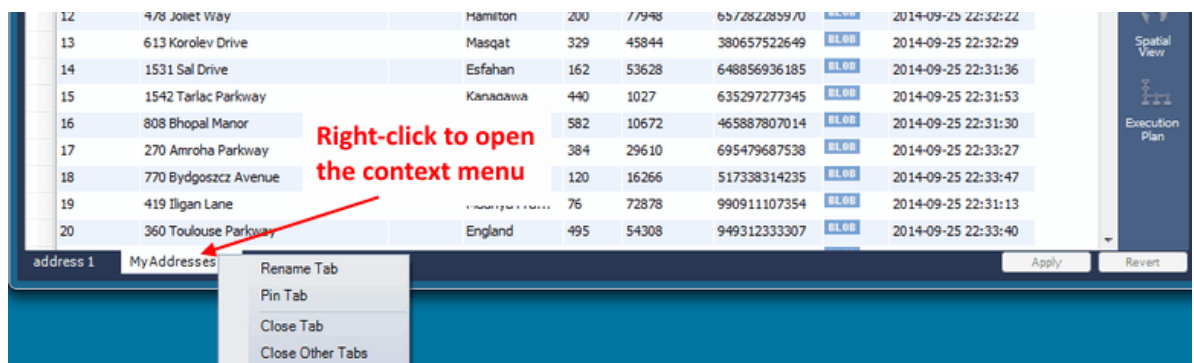 12 478 Joliet Way Hamilton 200 77948 657282285970 BLOB 2014-09-25 22:32:22
13 613 Korolev Drive Masqat 329 45844 380657522649 BLOB 2014-09-25 22:32:29
Spatial
View
14 1531 Sal Drive Esfahan 162 53628 648856936185 BLOB 2014-09-25 22:31:36
15 1542 Tarlac Parkway Kanagawa 440 1027 635297277345 BLOB 2014-09-25 22:31:53
16 808 Bhopal Manor 582 10672 465887807014 BLOB 2014-09-25 22:31:30
Execution
Plan
Right-click to open
17 270 Amroha Parkway 384 29610 695479687538 BLOB 2014-09-25 22:33:27
the context menu
18 770 Bydgoszcz Avenue 120 16266 517338314235 BLOB 2014-09-25 22:33:47
19 419 Iligan Lane 76 72878 990911107354 BLOB 2014-09-25 22:31:13
20 360 Toulouse Parkway England 495 54308 949312333307 BLOB 2014-09-25 22:33:40
address 1 MyAddresses Apply Revert
Rename Tab
Pin Tab
Close Tab
Close Other Tabs